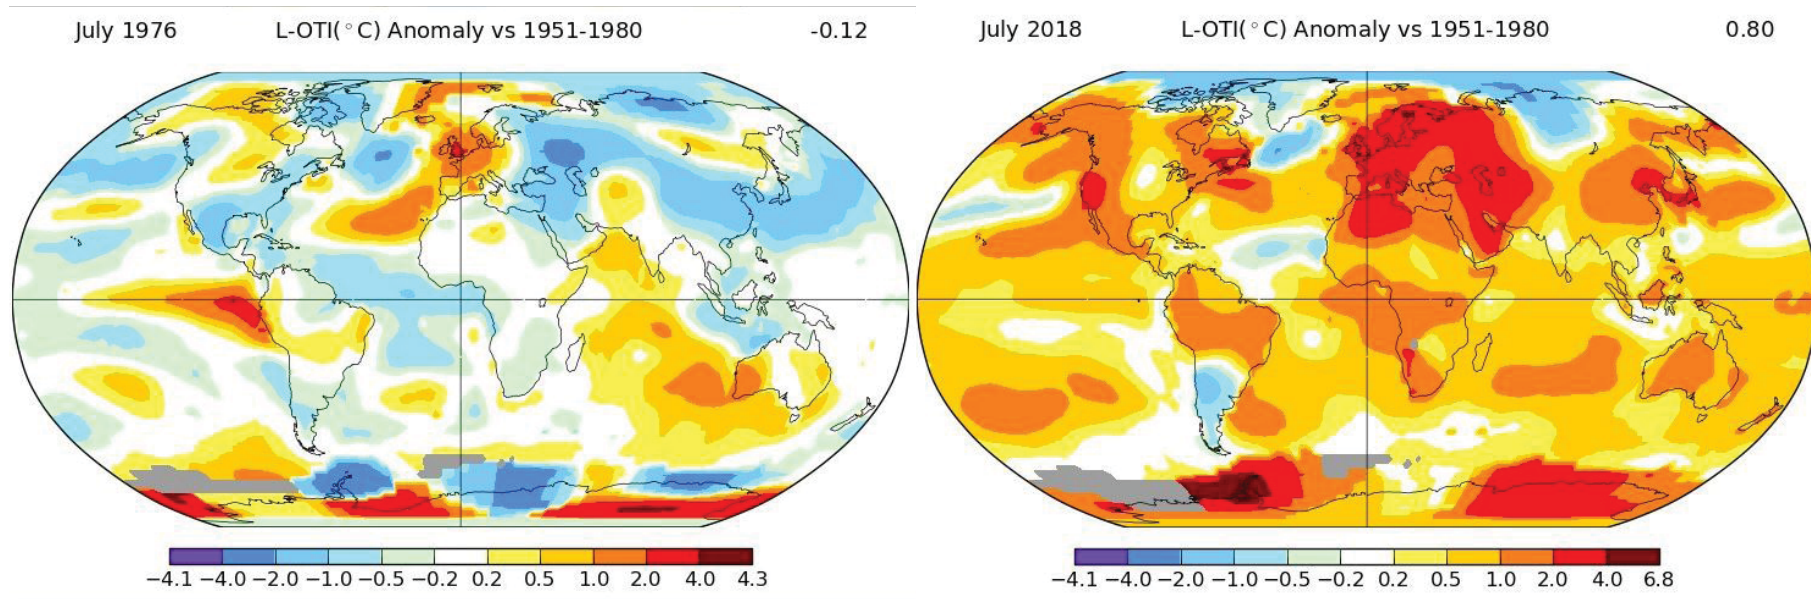 July 1976 L-OTI(°C) Anomaly vs 1951-1980 -0.12
−4.1 −4.0 −2.0 −1.0 −0.5 −0.2 0.2 0.5 1.0 2.0 4.0 4.3
July 2018 L-OTI(°C) Anomaly vs 1951-1980 0.80
−4.1 −4.0 −2.0 −1.0 −0.5 −0.2 0.2 0.5 1.0 2.0 4.0 6.8